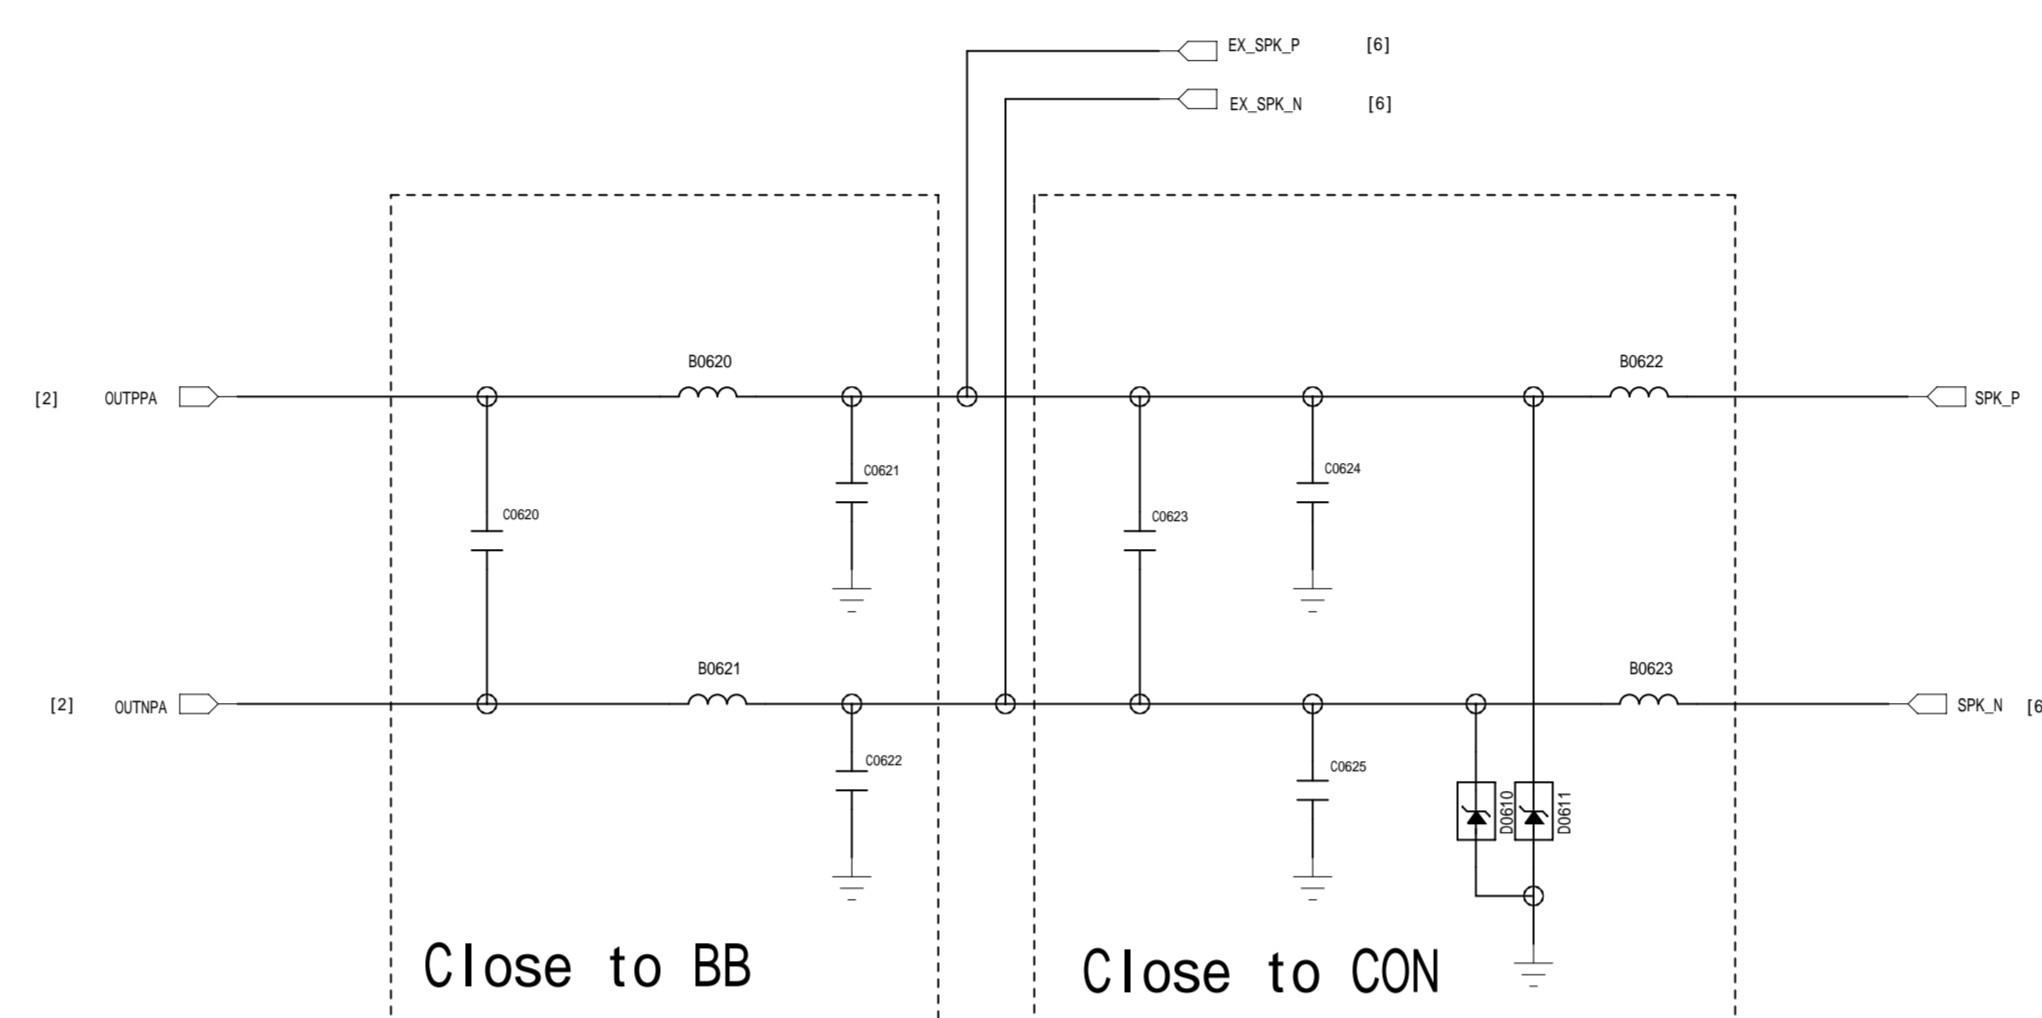 EX_SPK_P [6]
EX_SPK_N [6]
B0620
B0622
[2] OUTPPA
SPK_P
C0621
C0624
C0620
C0623
B0621
B0623
[2] OUTNPA
SPK_N [6
C0622
C0625
D0610
D0611
Close to BB
Close to CON